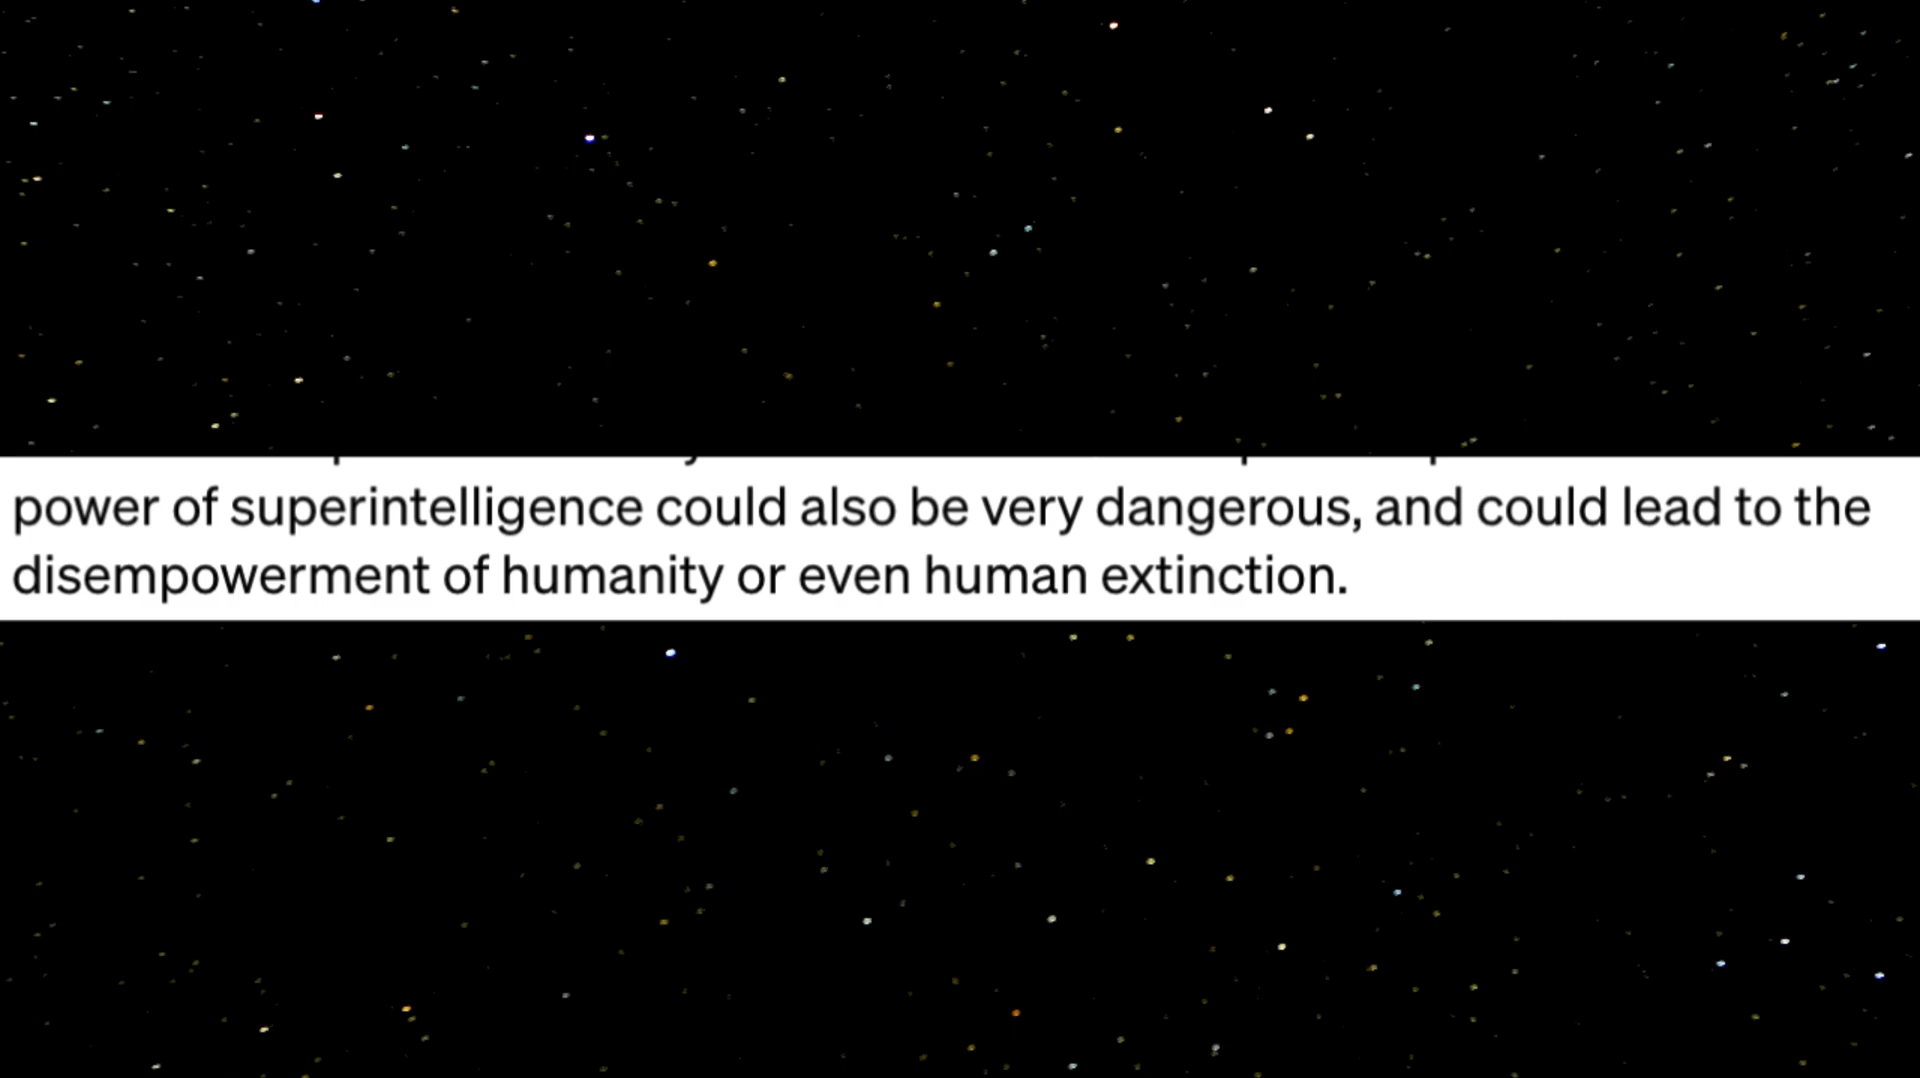 power of superintelligence could also be very dangerous, and could lead to the
disempowerment of humanity or even human extinction.